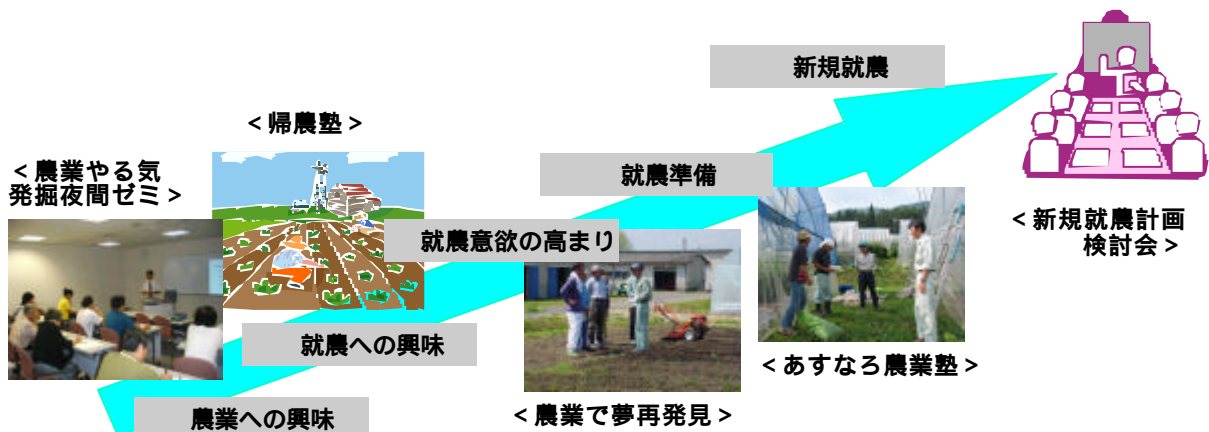 新規就農
<帰農塾>
<農業やる気
発掘夜間ゼミ>
就農準備
<新規就農計画
検討会>
就農意欲の高まり
就農への興味
<あすなろ農業塾>
農業への興味
<農業で夢再発見>